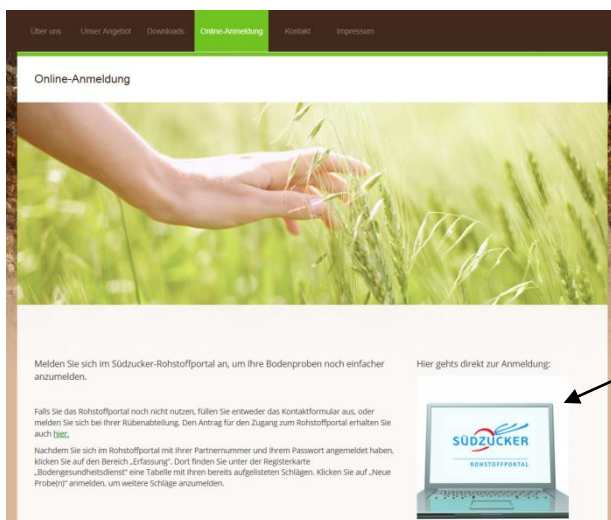 Über uns Unser Angebot Downloads Online-Anmeldung Kontakt Impressum
Online-Anmeldung
Melden Sie sich im Südzucker-Rohstoffportal an, um Ihre Bodenproben noch einfacher
anzumelden.
Falls Sie das Rohstoffportal noch nicht nutzen, füllen Sie entweder das Kontaktformular aus, oder
melden Sie sich bei Ihrer Rübenabteilung. Den Antrag für den Zugang zum Rohstoffportal erhalten Sie
auch hier.
Nachdem Sie sich im Rohstoffportal mit Ihrer Partnernummer und Ihrem Passwort angemeldet haben,
klicken Sie auf den Bereich „Erfassung“. Dort finden Sie unter der Registerkarte
„Bodengesundheitsdienst“ eine Tabelle mit Ihren bereits aufgelisteten Schlägen. Klicken Sie auf „Neue
Probe(n)“ anmelden, um weitere Schläge anzumelden.
Hier gehts direkt zur Anmeldung:
SÜDZUCKER
ROHSTOFFPORTAL